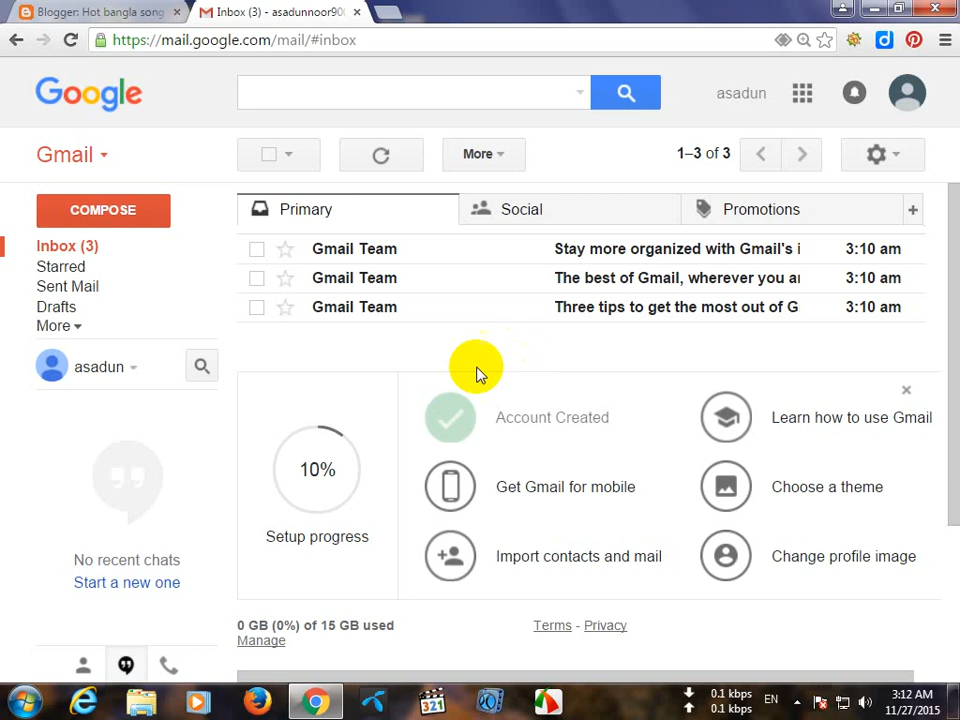 Blogger: Hot bangla song
Inbox (3) - asadunnoor900
https://mail.google.com/mail/#inbox
Google
asadun
Gmail
More
1–3 of 3
COMPOSE
Primary
Social
Promotions
Inbox (3)
Starred
Sent Mail
Drafts
More
Gmail Team Stay more organized with Gmail's i 3:10 am
Gmail Team The best of Gmail, wherever you ar 3:10 am
Gmail Team Three tips to get the most out of G 3:10 am
asadun
Account Created
Learn how to use Gmail
10%
Get Gmail for mobile
Choose a theme
Setup progress
Import contacts and mail
Change profile image
No recent chats
Start a new one
0 GB (0%) of 15 GB used
Manage
Terms - Privacy
321
0.1 kbps
0.1 kbps
EN
3:12 AM
11/27/2015